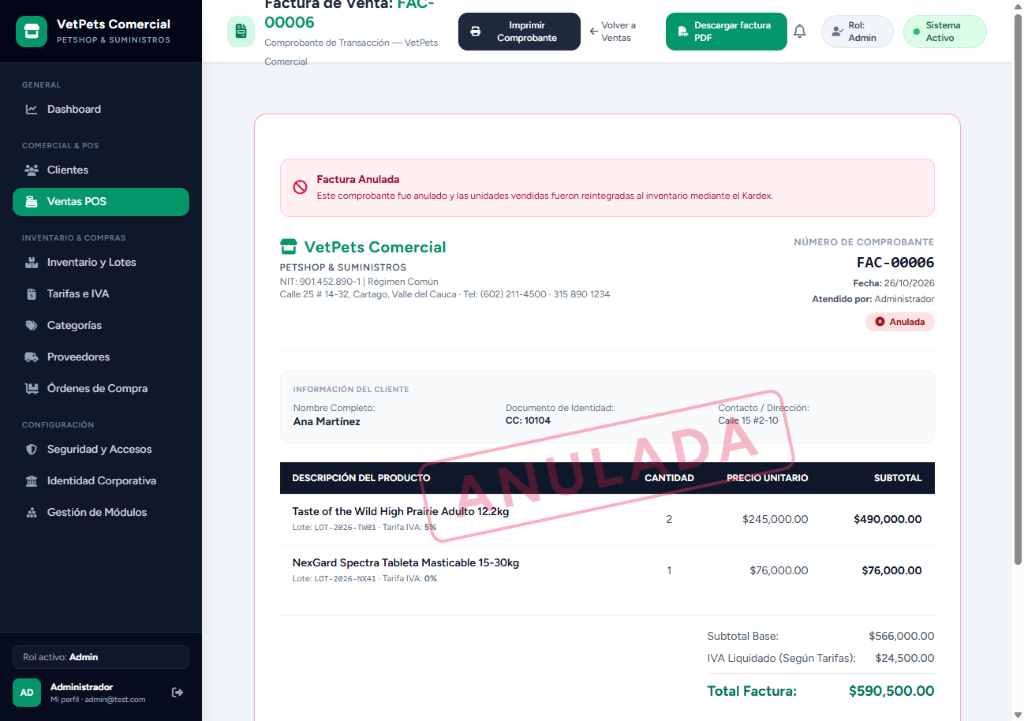 VetPets Comercial
PETSHOP & SUMINISTROS
GENERAL
Dashboard
COMERCIAL & POS
Clientes
Ventas POS
INVENTARIO & COMPRAS
Inventario y Lotes
Tarifas e IVA
Categorías
Proveedores
Órdenes de Compra
CONFIGURACIÓN
Seguridad y Accesos
Identidad Corporativa
Gestión de Módulos
Rol activo: Admin
AD
Administrador
Mi perfil · admin@test.com
Factura de Venta: FAC-
00006
Comprobante de Transacción — VetPets
Comercial
Imprimir
Comprobante
Volver a
Ventas
Descargar factura
PDF
Rol:
Admin
Sistema
Activo
Factura Anulada
Este comprobante fue anulado y las unidades vendidas fueron reintegradas al inventario mediante el Kardex.
VetPets Comercial
PETSHOP & SUMINISTROS
NIT: 901.452.890-1 | Régimen Común
Calle 25 # 14-32, Cartago, Valle del Cauca · Tel: (602) 211-4500 · 315 890 1234
NÚMERO DE COMPROBANTE
FAC-00006
Fecha: 26/10/2026
Atendido por: Administrador
Anulada
INFORMACIÓN DEL CLIENTE
Nombre Completo:
Ana Martínez
Documento de Identidad:
CC: 10104
Contacto / Dirección:
Calle 15 #2-10
ANULADA
DESCRIPCIÓN DEL PRODUCTO CANTIDAD PRECIO UNITARIO SUBTOTAL
Taste of the Wild High Prairie Adulto 12.2kg
Lote: LOT-2026-TW01 · Tarifa IVA: 5%
2 $245,000.00 $490,000.00
NexGard Spectra Tableta Masticable 15-30kg
Lote: LOT-2026-NX41 · Tarifa IVA: 0%
1 $76,000.00 $76,000.00
Subtotal Base: $566,000.00
IVA Liquidado (Según Tarifas): $24,500.00
Total Factura: $590,500.00